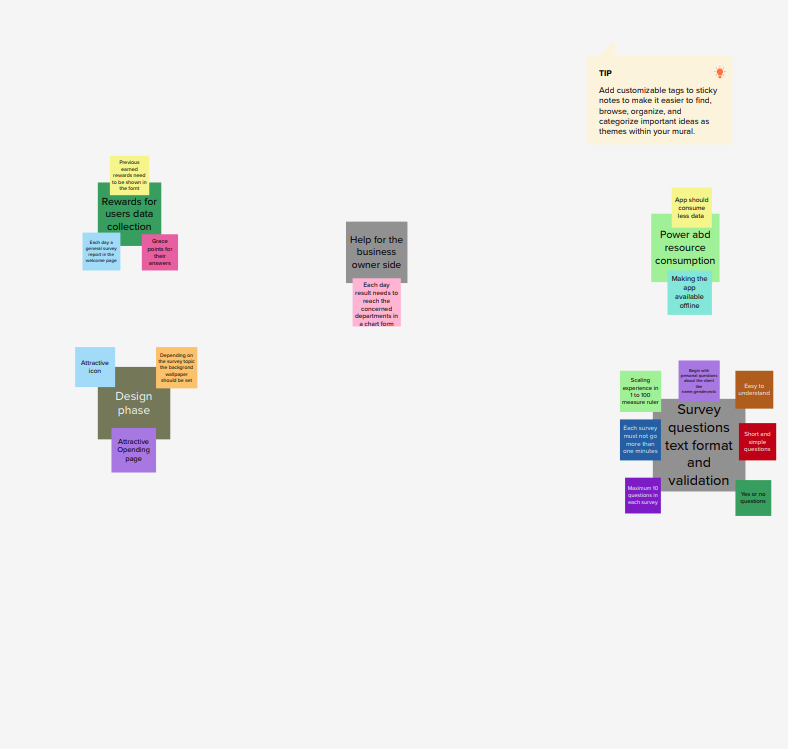 TIP
Add customizable tags to sticky
notes to make it easier to find,
browse, organize, and
categorize important ideas as
themes within your mural.
Previous
earned
rewards need
to be shown in
the font
Rewards for
users data
collection
Each day a
general survey
report in the
welcome page
Grace
points for
their
answers
Help for the
business
owner side
Each day
result needs to
reach the
concerned
departments in
a chart form
App should
consume
less data
Power abd
resource
consumption
Making the
app
available
offline
Attractive
icon
Depending on
the survey topic
the background
wallpaper
should be set
Design
phase
Attractive
Opending
page
Scaling
experience in
1 to 100
measure ruler
Begin with
personal questions
about the client
like
name,gender,etc
Easy to
understand
Survey
questions
text format
and
validation
Each survey
must not go
more than
one minutes
Short and
simple
questions
Maximum 10
questions in
each survey
Yes or no
questions